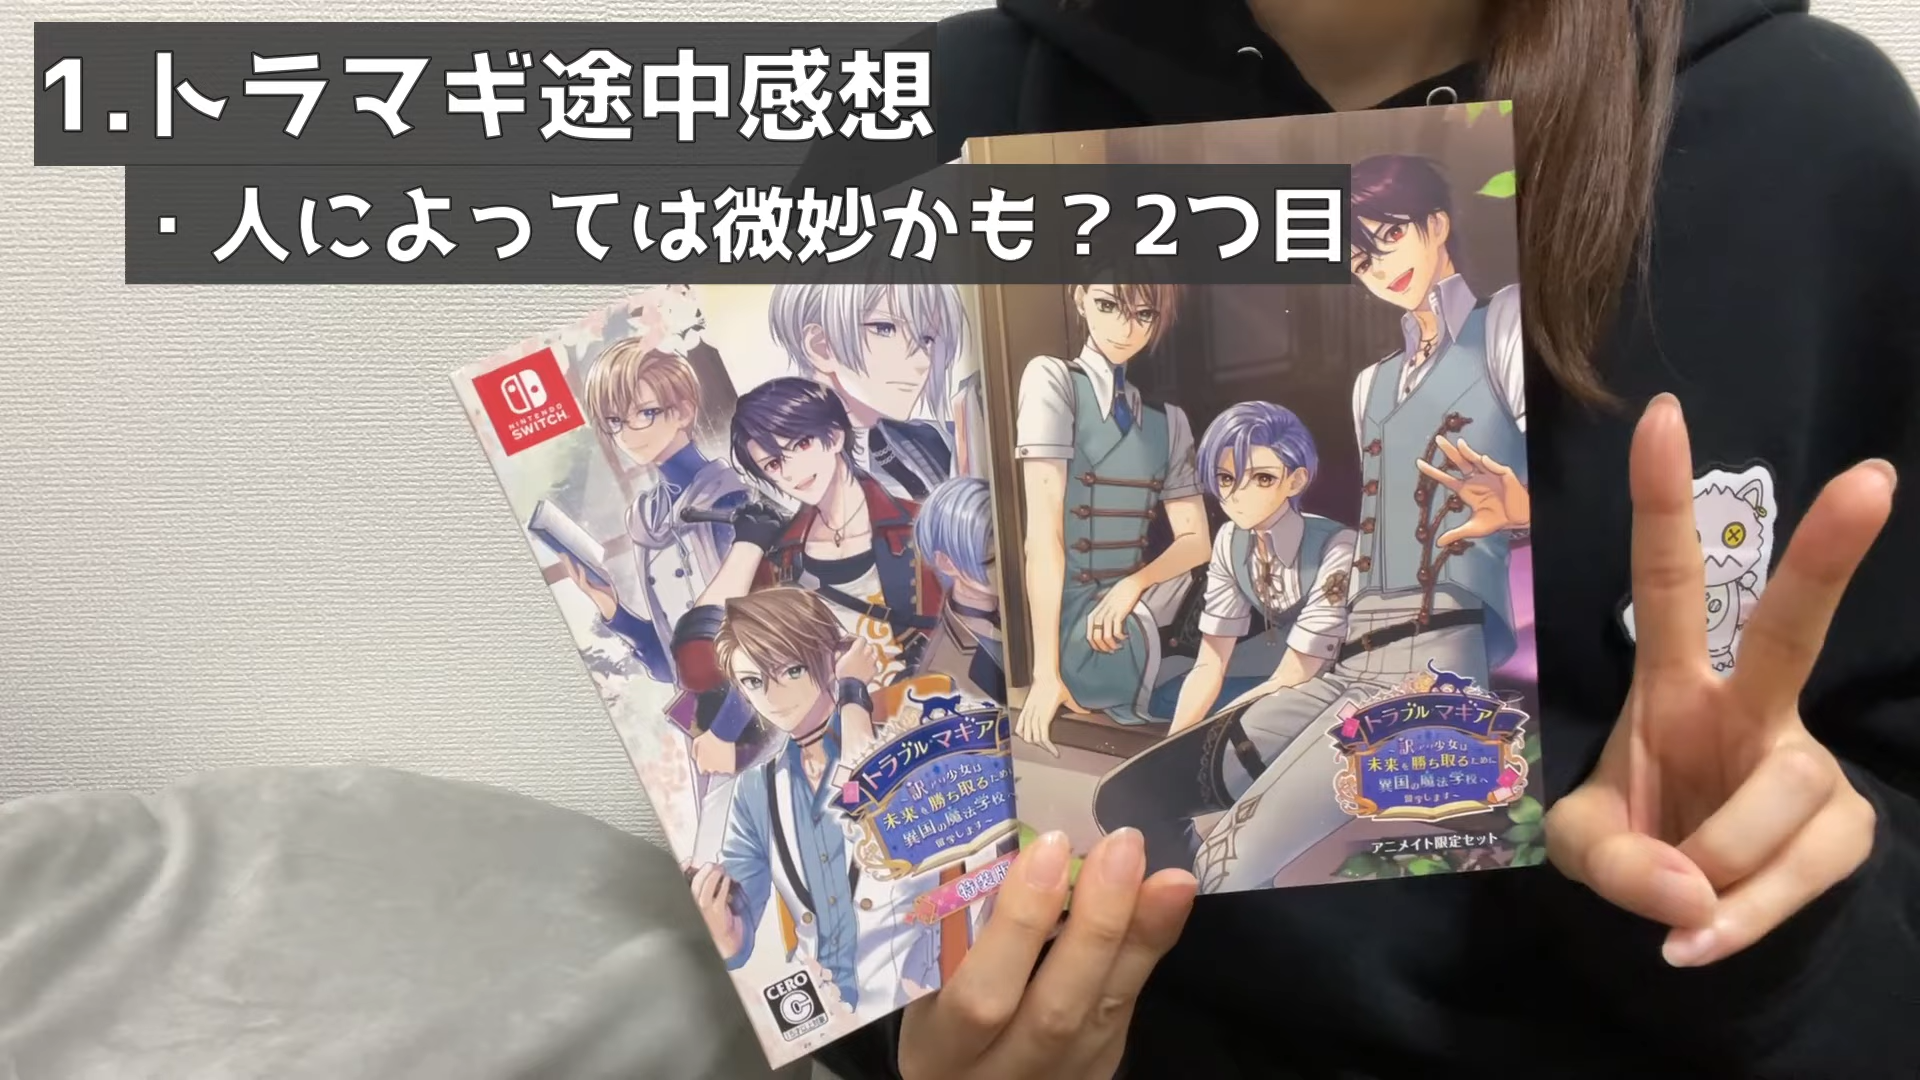 1.トラマギ途中感想
・人によっては微妙かも？2つ目
NINTENDO
SWITCH
トラブル・マギア
～訳アリ少女は
未来を勝ち取るために
異国の魔法学校へ
留学します～
特装版
CERO
C
トラブル・マギア
～訳アリ少女は
未来を勝ち取るために
異国の魔法学校へ
留学します～
アニメイト限定セット